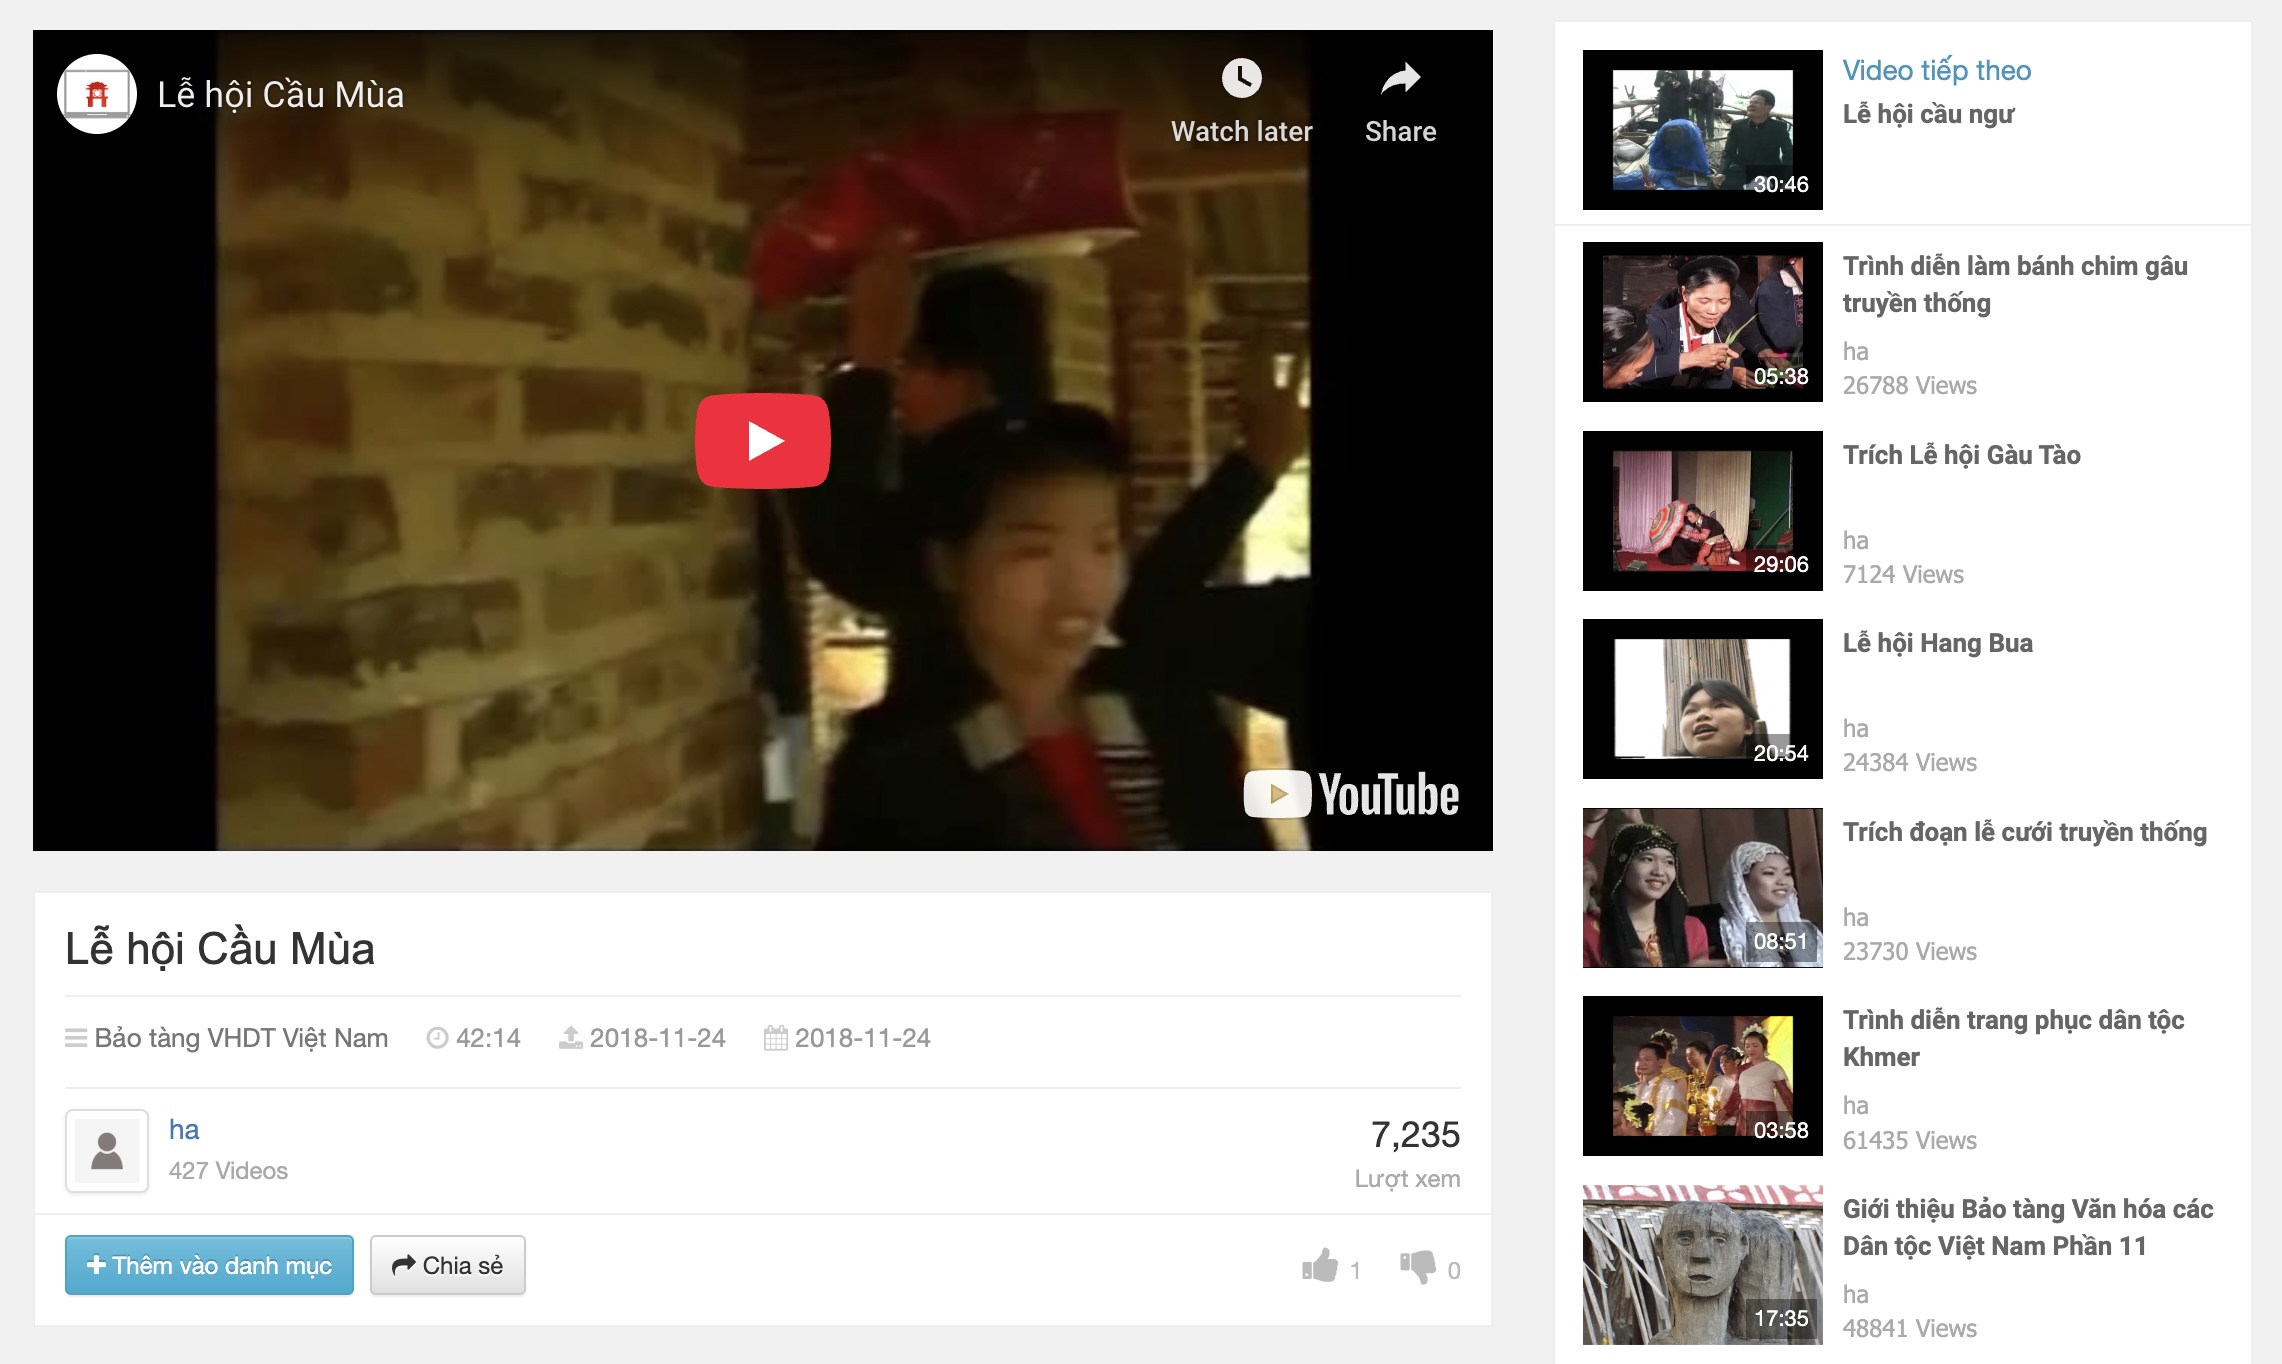 Lễ hội Cầu Mùa
Watch later
Share
YouTube
Lễ hội Cầu Mùa
Bảo tàng VHDT Việt Nam 42:14 2018-11-24 2018-11-24
ha
427 Videos
7,235
Lượt xem
Thêm vào danh mục
Chia sẻ
1
0
Video tiếp theo
Lễ hội cầu ngư
30:46
Trình diễn làm bánh chim gâu
truyền thống
ha
26788 Views
05:38
Trích Lễ hội Gàu Tào
ha
7124 Views
29:06
Lễ hội Hang Bua
ha
24384 Views
20:54
Trích đoạn lễ cưới truyền thống
ha
23730 Views
08:51
Trình diễn trang phục dân tộc
Khmer
ha
61435 Views
03:58
Giới thiệu Bảo tàng Văn hóa các
Dân tộc Việt Nam Phần 11
ha
48841 Views
17:35